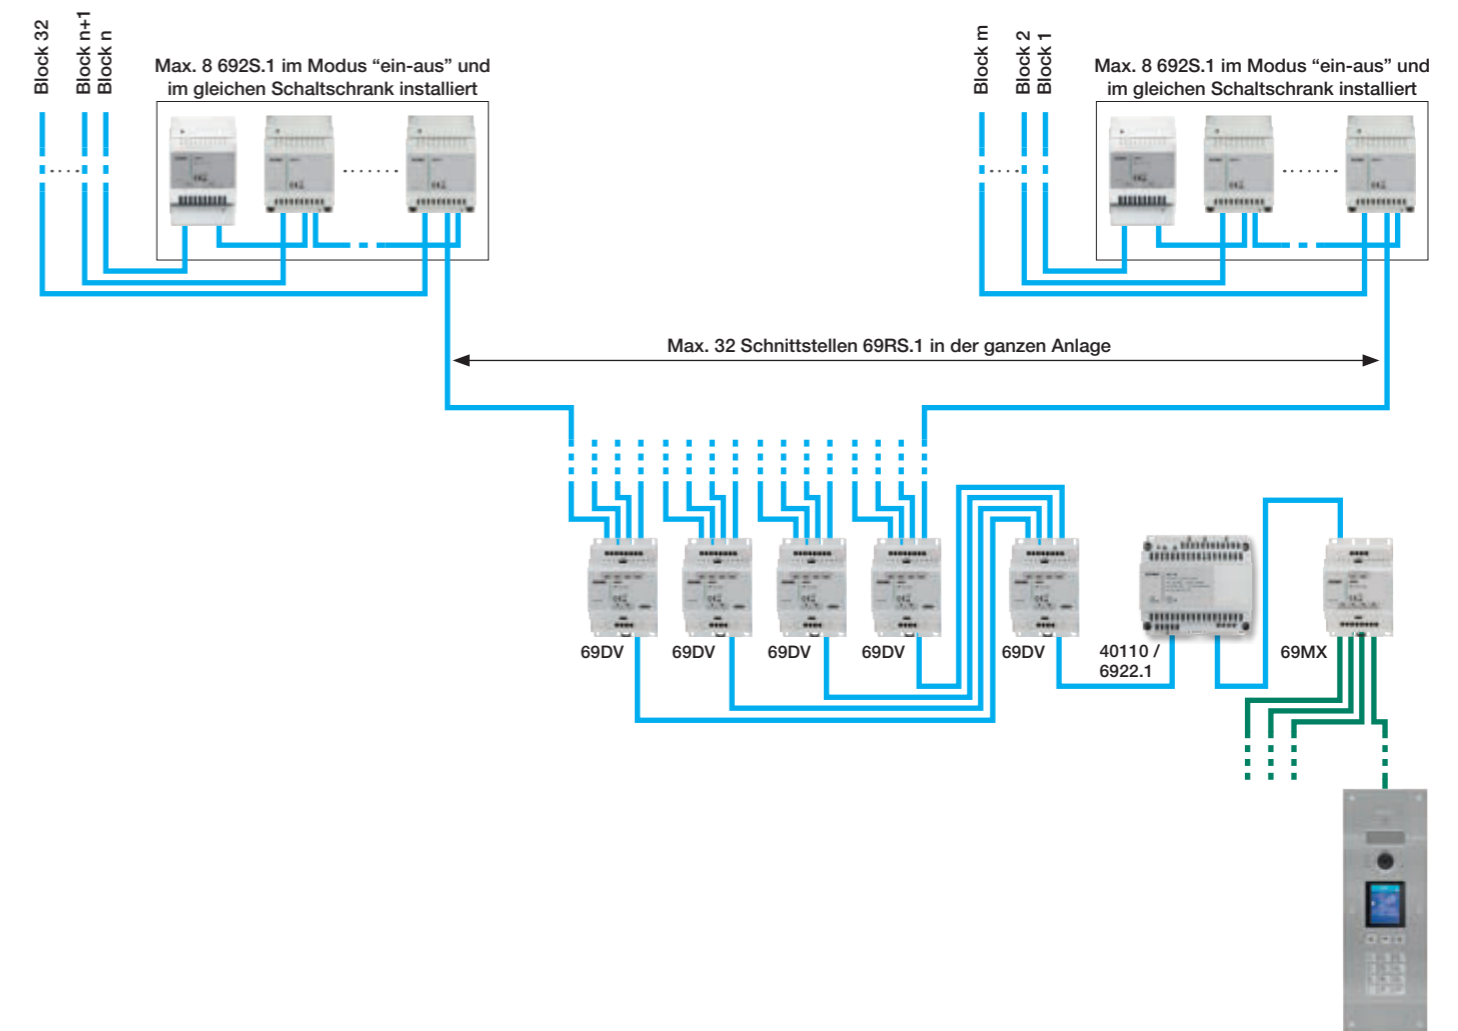 Block 32
Block n+1
Block n
Max. 8 692S.1 im Modus “ein-aus” und
im gleichen Schaltschrank installiert
Block m
Block 2
Block 1
Max. 8 692S.1 im Modus “ein-aus” und
im gleichen Schaltschrank installiert
Max. 32 Schnittstellen 69RS.1 in der ganzen Anlage
69DV
69DV
69DV
69DV
69DV
40110 /
6922.1
69MX